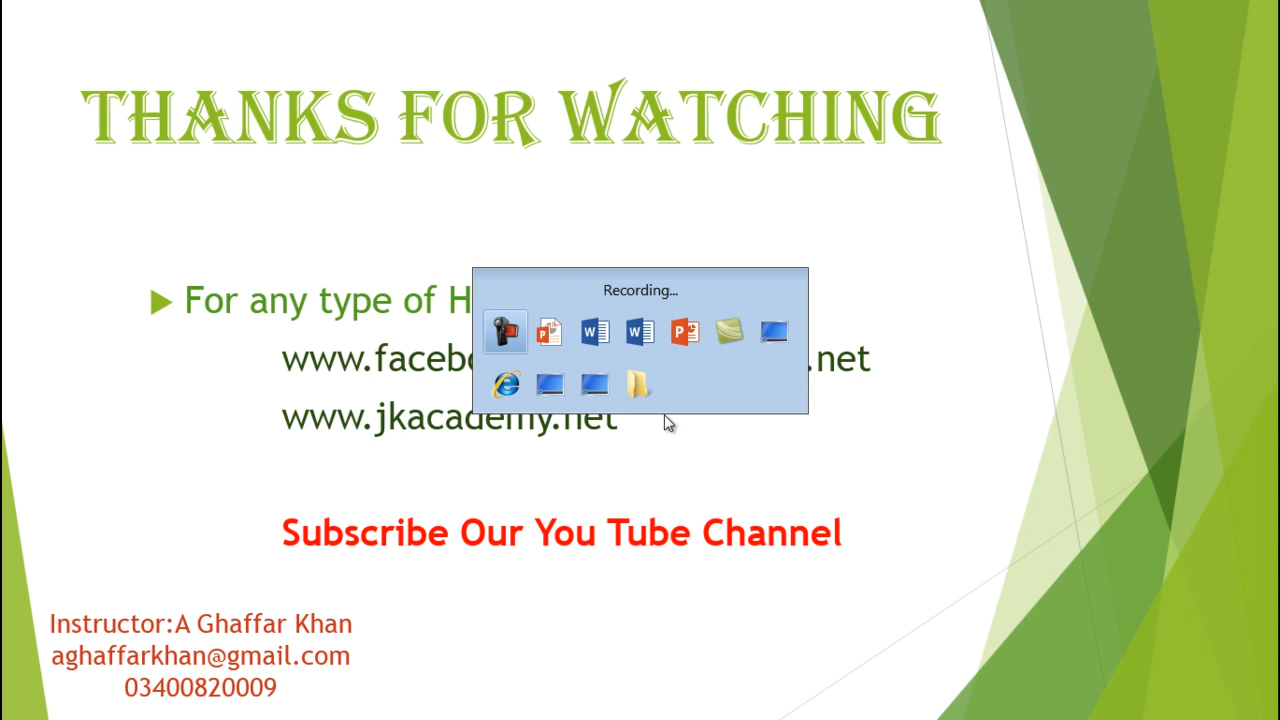 THANKS FOR WATCHING
For any type of H
Recording...
www.facebo .net
www.jkacademy.net
Subscribe Our You Tube Channel
Instructor:A Ghaffar Khan
aghaffarkhan@gmail.com
03400820009